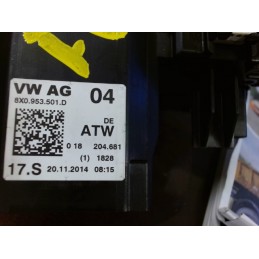 VW AG 04
8X0.953.501.D
DE
ATW
0 18 204.681
(1) 1828
17.S 20.11.2014 08:15